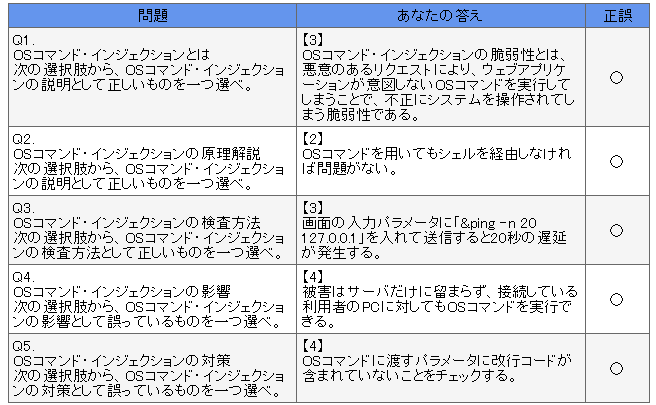 問題 あなたの答え 正誤
Q1.
OSコマンド・インジェクションとは
次の選択肢から、OSコマンド・インジェクショ
ンの説明として正しいものを一つ選べ。
【3】
OSコマンド・インジェクションの脆弱性とは、
悪意のあるリクエストにより、ウェブアプリケ
ーションが意図しないOSコマンドを実行して
しまうことで、不正にシステムを操作されてし
まう脆弱性である。
○
Q2.
OSコマンド・インジェクションの原理解説
次の選択肢から、OSコマンド・インジェクショ
ンの説明として正しいものを一つ選べ。
【2】
OSコマンドを用いてもシェルを経由しなけれ
ば問題がない。
○
Q3.
OSコマンド・インジェクションの検査方法
次の選択肢から、OSコマンド・インジェクショ
ンの検査方法として正しいものを一つ選べ。
【3】
画面の入力パラメータに「&ping -n 20
127.0.0.1」を入れて送信すると20秒の遅延
が発生する。
○
Q4.
OSコマンド・インジェクションの影響
次の選択肢から、OSコマンド・インジェクショ
ンの影響として誤っているものを一つ選べ。
【4】
被害はサーバだけに留まらず、接続している
利用者のPCに対してもOSコマンドを実行で
きる。
○
Q5.
OSコマンド・インジェクションの対策
次の選択肢から、OSコマンド・インジェクショ
ンの対策として誤っているものを一つ選べ。
【4】
OSコマンドに渡すパラメータに改行コードが
含まれていないことをチェックする。
○